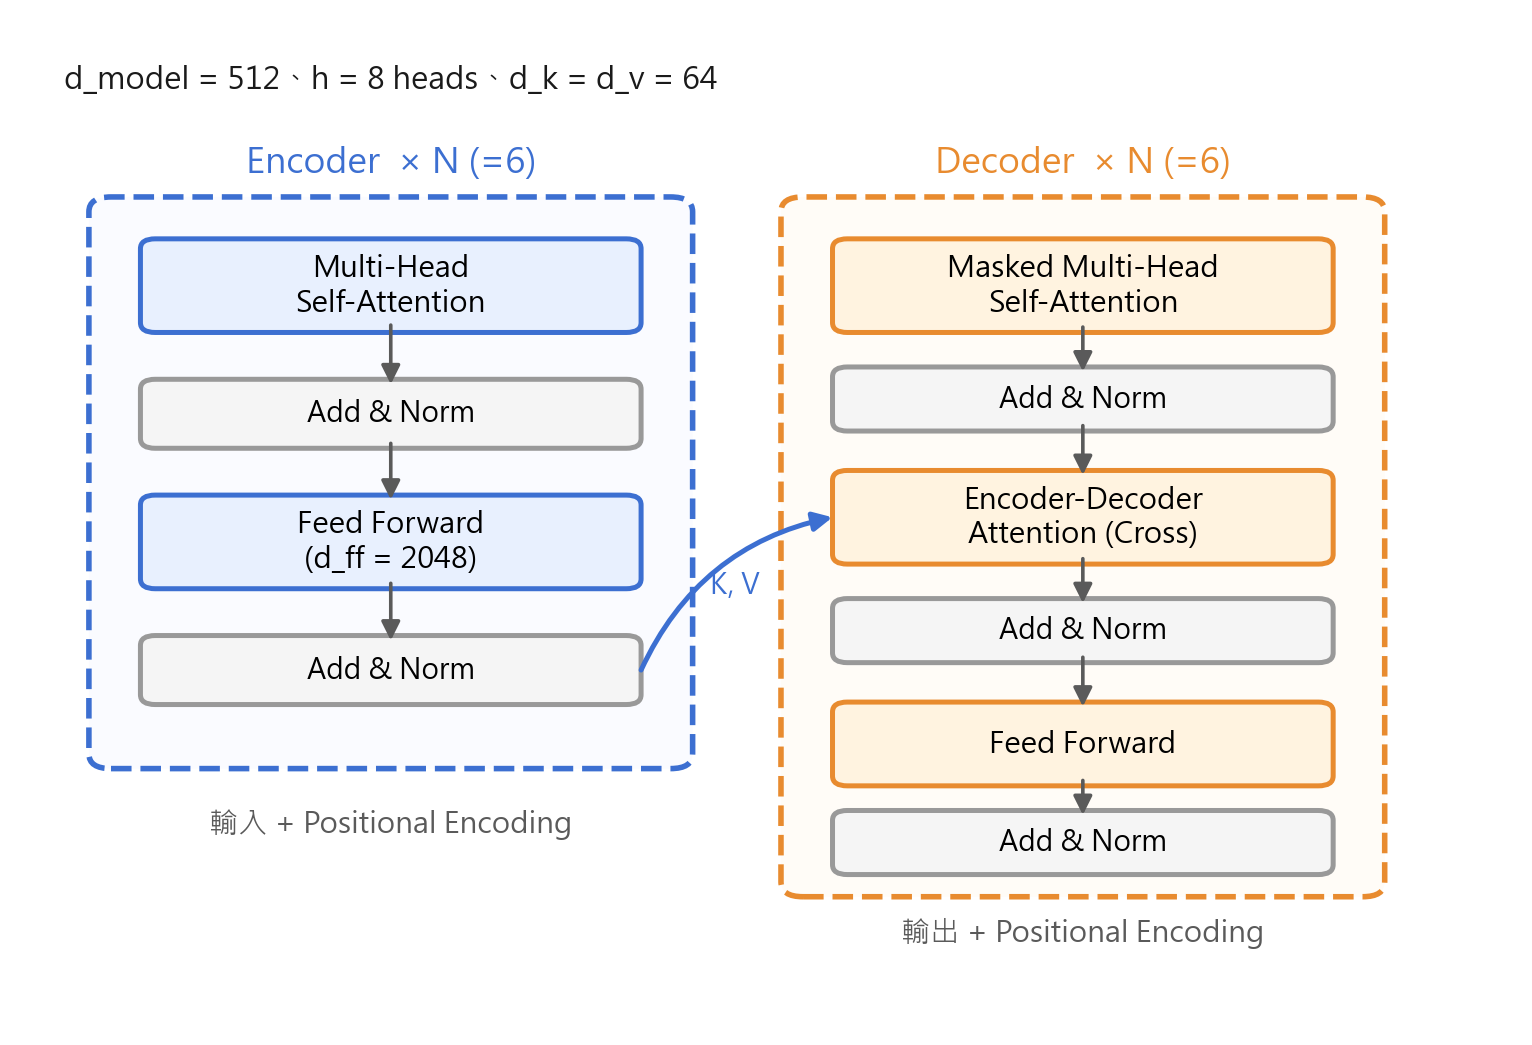 d_model = 512、h = 8 heads、d_k = d_v = 64
Encoder × N (=6)
Multi-Head
Self-Attention
Add & Norm
Feed Forward
(d_ff = 2048)
Add & Norm
輸入 + Positional Encoding
K, V
Decoder × N (=6)
Masked Multi-Head
Self-Attention
Add & Norm
Encoder-Decoder
Attention (Cross)
Add & Norm
Feed Forward
Add & Norm
輸出 + Positional Encoding